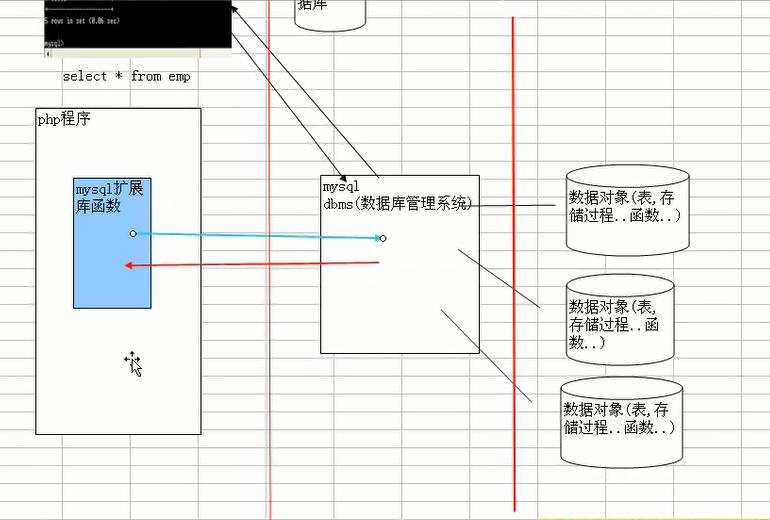 据库
5 rows in set (0.06 sec)
mysql>
select * from emp
php程序
mysql扩展
库函数
mysql
dbms(数据库管理系统)
数据对象(表,存
储过程..函数..)
数据对象(表,
存储过程..函
数..)
数据对象(表,存
储过程..函数..)